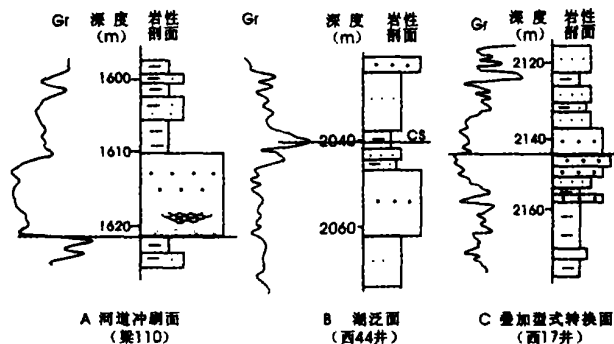 Gr 深度 岩性
(m) 剖面
1600
1610
1620
A 河道冲刷面
(梁110)
Gr 深度 岩性
(m) 剖面
2040
CS
2060
B 湖泛面
(西44井)
Gr 深度 岩性
(m) 剖面
2120
2140
2160
C 叠加型式转换面
(西17井)